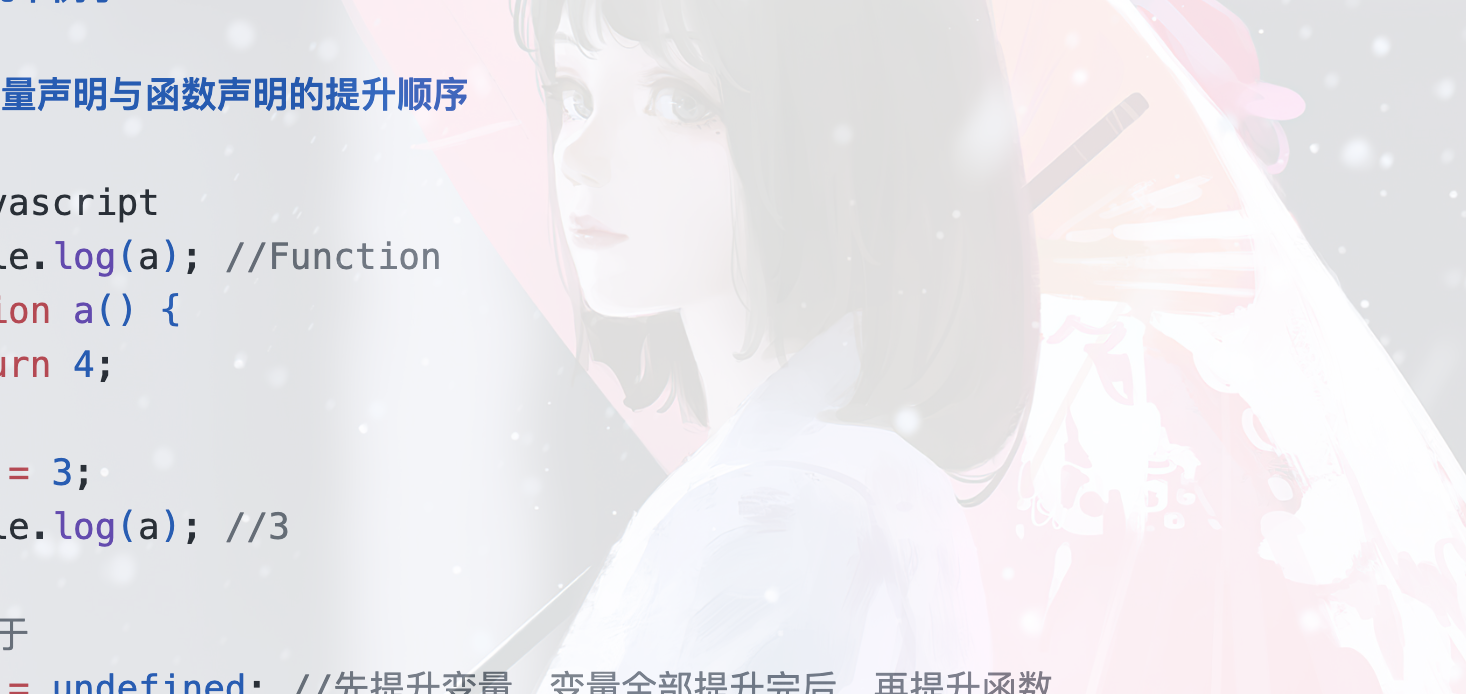 量声明与函数声明的提升顺序
vascript
le.log(a); //Function
ion a() {
urn 4;
= 3;
le.log(a); //3
于
= undefined; //先提升变量，变量全部提升完后，再提升函数